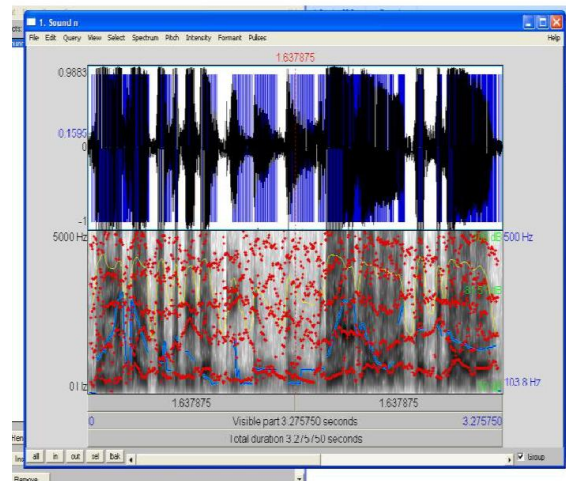 1. Sound n
File Edit Query View Select Spectrum Pitch Intensity Formant Pulses Help
1.637875
0.9883
0.1595
0
-1
5000 Hz
500 Hz
0 Hz
103.8 Hz
1.637875 1.637875
0 Visible part 3.275750 seconds 3.275750
Total duration 3.275750 seconds
all in out sel bak Group
Remove